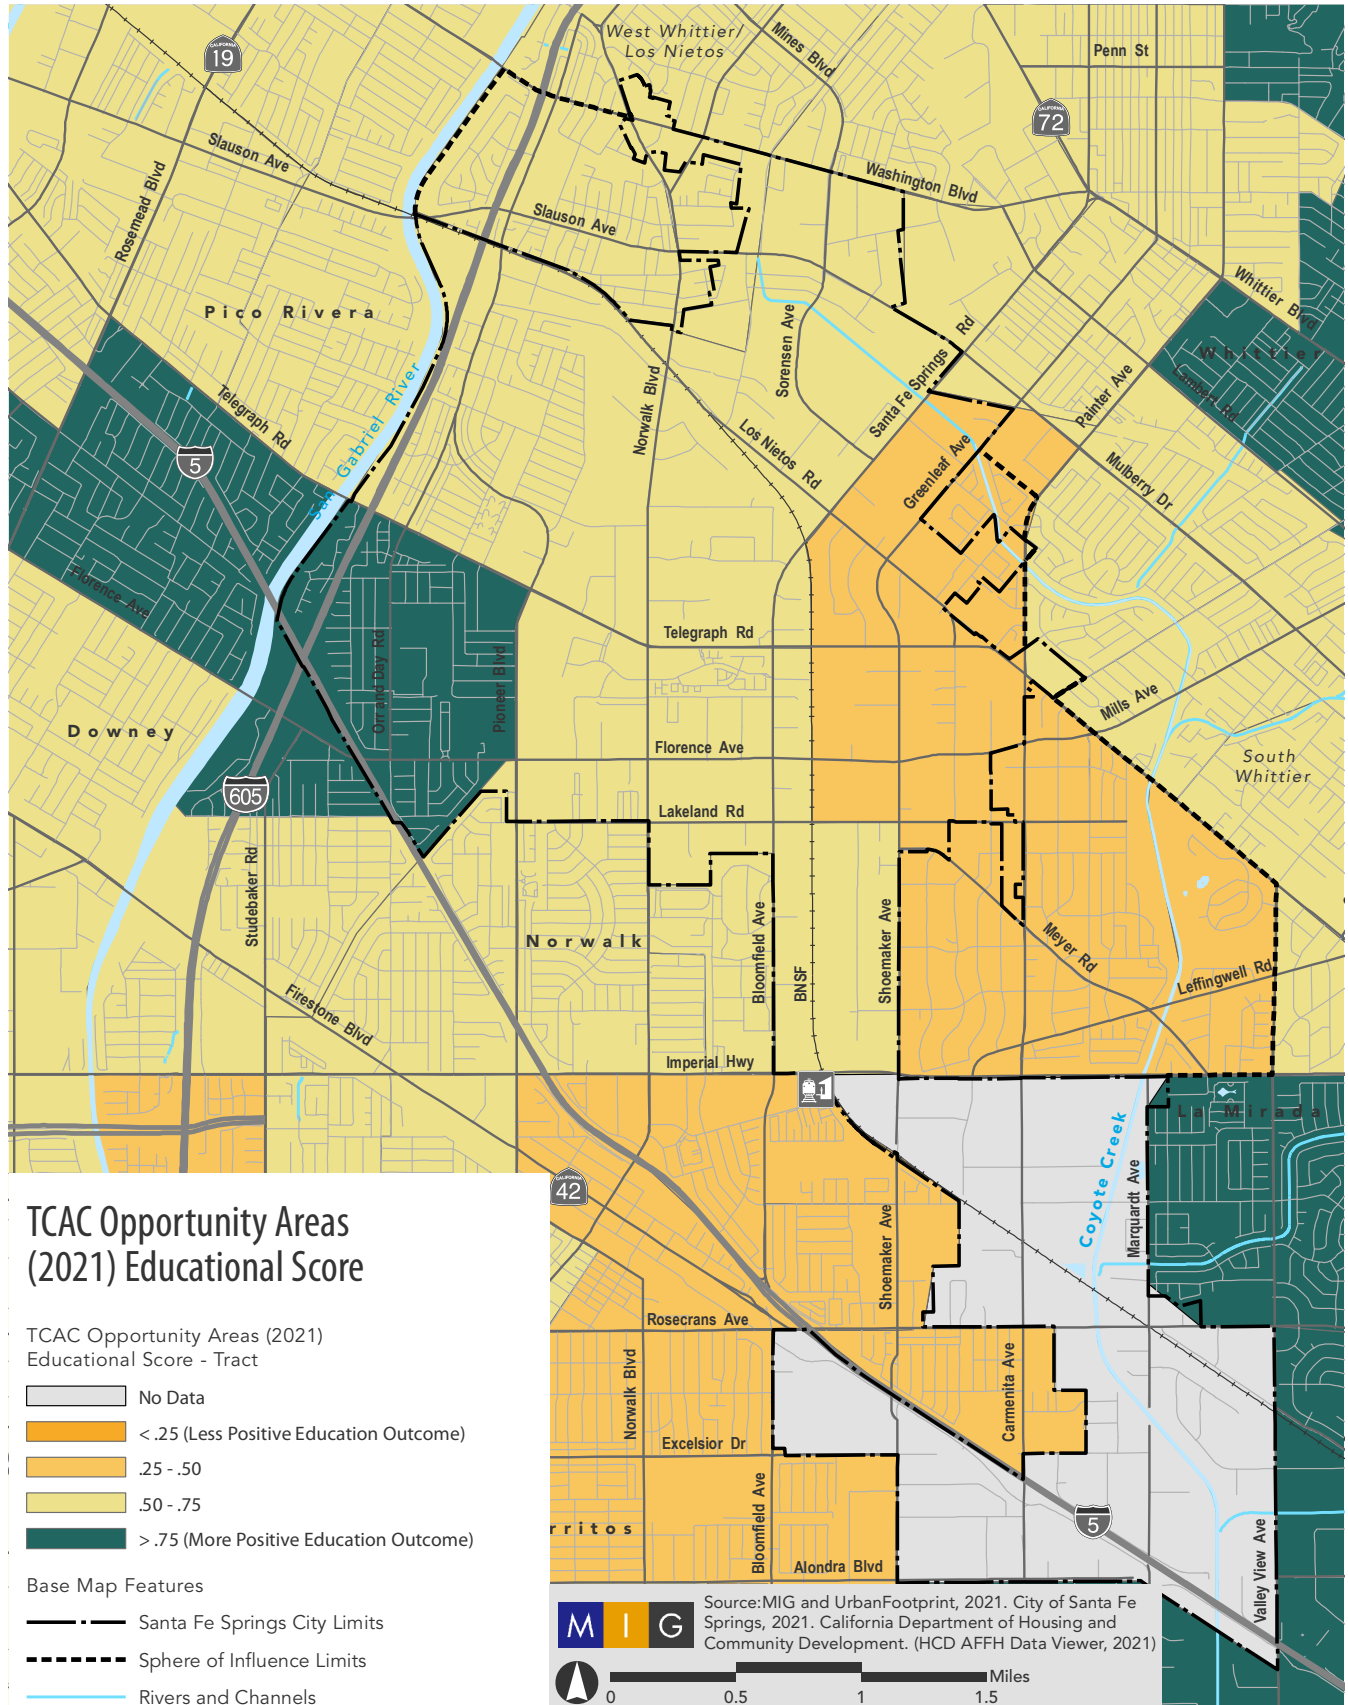 West Whittier/
Los Nietos
Mines Blvd
Penn St
CALIFORNIA
19
CALIFORNIA
72
Slauson Ave
Rosemead Blvd
Washington Blvd
Slauson Ave
Whittier Blvd
Pico Rivera
Whittier
Lambert Rd
Sorensen Ave
Santa Fe Springs Rd
Painter Ave
Norwalk Blvd
San Gabriel River
Telegraph Rd
5
Los Nietos Rd
Greenleaf Ave
Mulberry Dr
Florence Ave
Telegraph Rd
Orr and Day Rd
Pioneer Blvd
Mills Ave
Downey
Florence Ave
South
Whittier
605
Lakeland Rd
Studebaker Rd
Norwalk
Bloomfield Ave
BNSF
Shoemaker Ave
Meyer Rd
Leffingwell Rd
Firestone Blvd
Imperial Hwy
La Mirada
Coyote Creek
Marquardt Ave
CALIFORNIA
42
Shoemaker Ave
Rosecrans Ave
Norwalk Blvd
Carmenita Ave
Excelsior Dr
Bloomfield Ave
rritos
5
Alondra Blvd
Valley View Ave
TCAC Opportunity Areas
(2021) Educational Score
TCAC Opportunity Areas (2021)
Educational Score - Tract
No Data
< .25 (Less Positive Education Outcome)
.25 - .50
.50 - .75
> .75 (More Positive Education Outcome)
Base Map Features
Santa Fe Springs City Limits
Sphere of Influence Limits
Rivers and Channels
M I G
Source:MIG and UrbanFootprint, 2021. City of Santa Fe
Springs, 2021. California Department of Housing and
Community Development. (HCD AFFH Data Viewer, 2021)
Miles
0 0.5 1 1.5